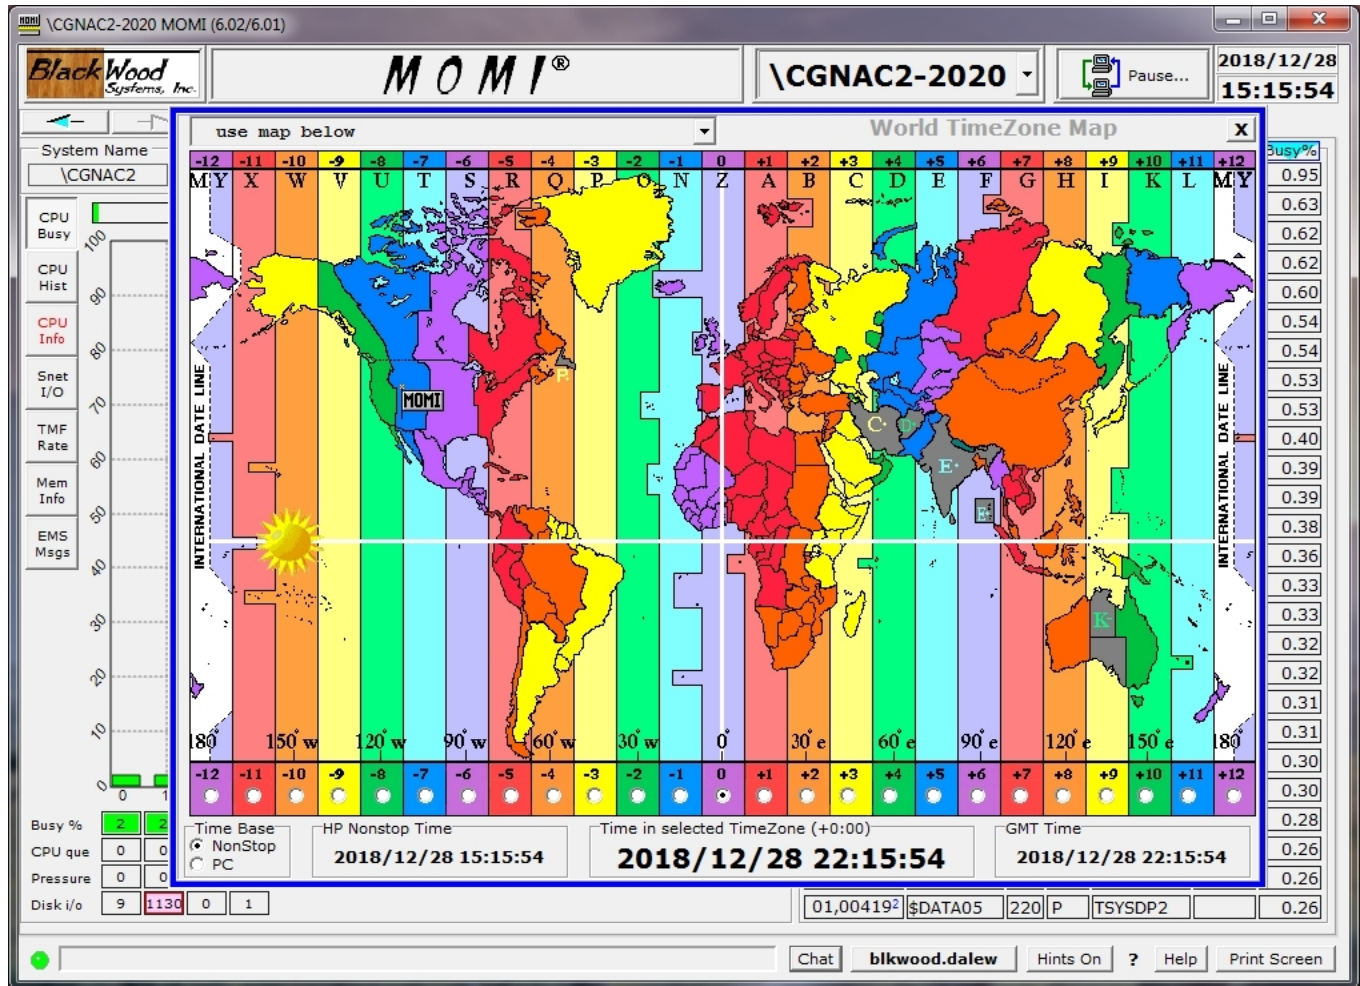 \CGNAC2-2020 MOMI (6.02/6.01)
BlackWood Systems, Inc.
MOMI®
\CGNAC2-2020
Pause...
2018/12/28
15:15:54
use map below
World TimeZone Map
X
System Name
\CGNAC2
Busy%
-12 -11 -10 -9 -8 -7 -6 -5 -4 -3 -2 -1 0 +1 +2 +3 +4 +5 +6 +7 +8 +9 +10 +11 +12
M Y X W V U T S R Q P O N Z A B C D E F G H I K L M Y
CPU Busy
CPU Hist
CPU Info
Snet I/O
TMF Rate
Mem Info
EMS Msgs
100
90
80
70
60
50
40
30
20
10
0
0 1
INTERNATIONAL DATE LINE
MOMI
P·
C·
D·
E·
K
INTERNATIONAL DATE LINE
180° 150° w 120° w 90° w 60° w 30° w 0° 30° e 60° e 90° e 120° e 150° e 180°
-12 -11 -10 -9 -8 -7 -6 -5 -4 -3 -2 -1 0 +1 +2 +3 +4 +5 +6 +7 +8 +9 +10 +11 +12
0.95
0.63
0.62
0.62
0.60
0.54
0.54
0.53
0.53
0.40
0.39
0.39
0.38
0.36
0.33
0.33
0.32
0.32
0.31
0.31
0.30
0.30
0.28
0.26
0.26
Busy % 2 2
CPU que 0 0
Pressure 0 0
Disk i/o 9 1130 0 1
Time Base
NonStop
PC
HP Nonstop Time
2018/12/28 15:15:54
Time in selected TimeZone (+0:00)
2018/12/28 22:15:54
GMT Time
2018/12/28 22:15:54
01,00419² $DATA05 220 P TSYSDP2 0.26
Chat
blkwood.dalew
Hints On
?
Help
Print Screen